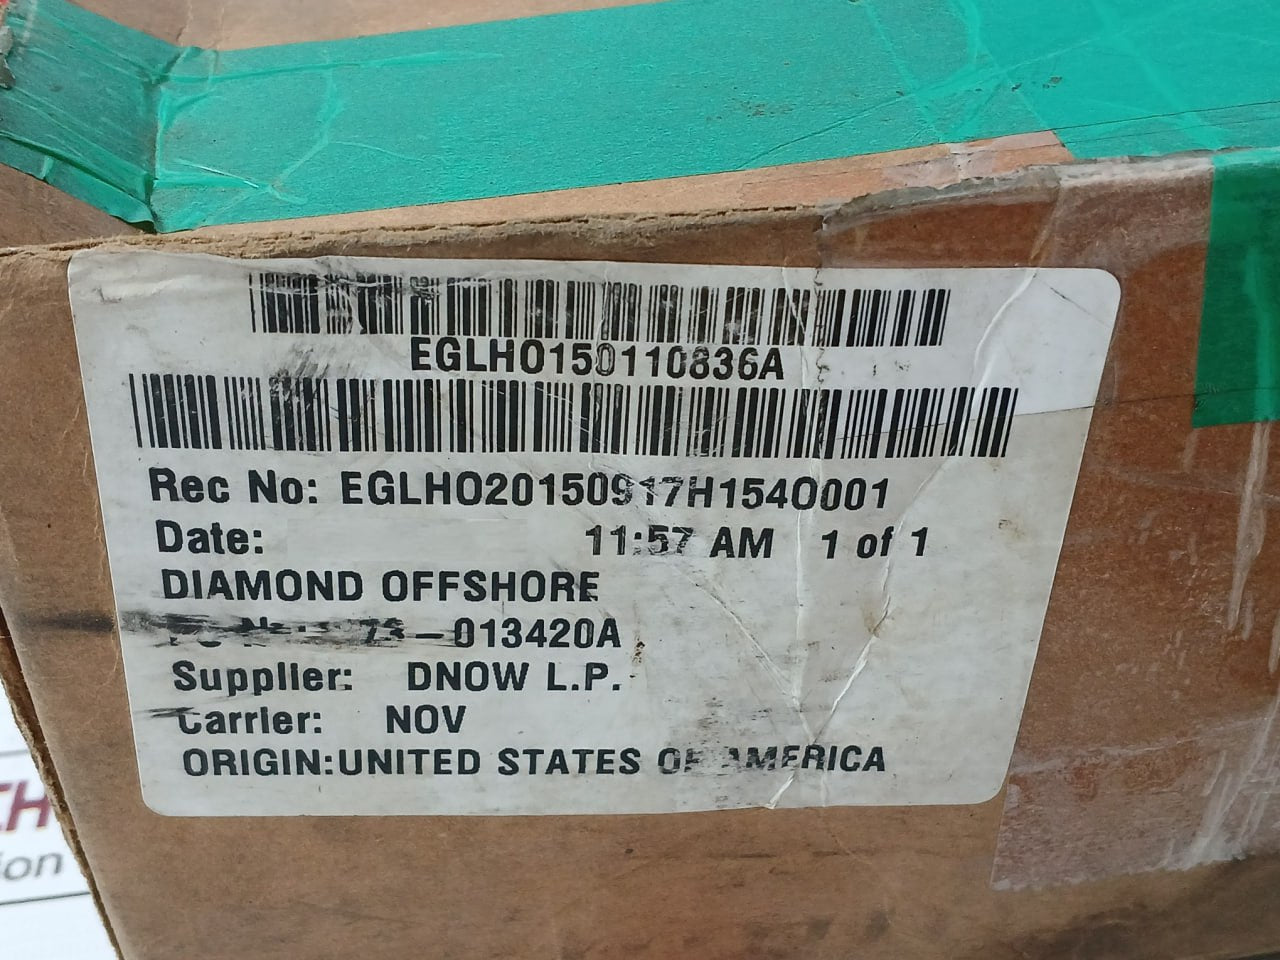 EGLHO150110836A
Rec No: EGLHO20150917H154O001
Date: 11:57 AM 1 of 1
DIAMOND OFFSHORE
-013420A
Supplier: DNOW L.P.
Carrier: NOV
ORIGIN:UNITED STATES OF AMERICA